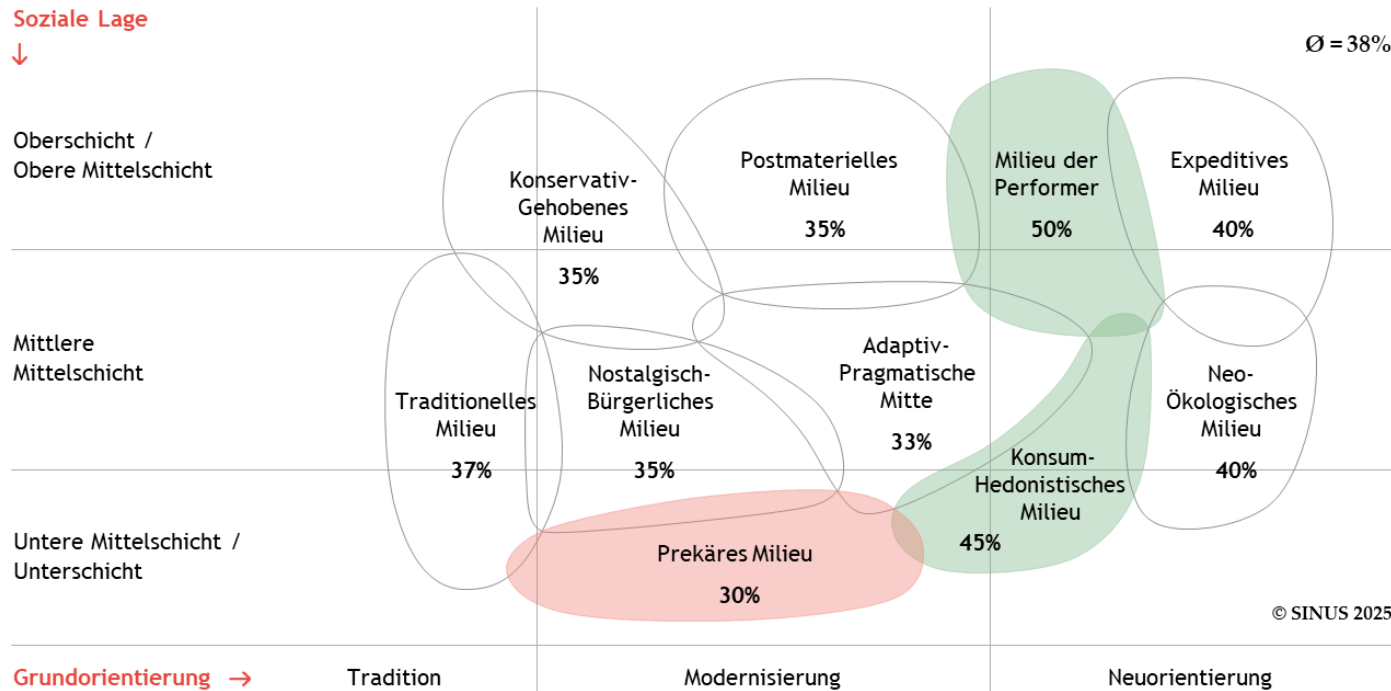 Soziale Lage
↓
Ø = 38%
Oberschicht /
Obere Mittelschicht
Konservativ-
Gehobenes
Milieu
35%
Postmaterielles
Milieu
35%
Milieu der
Performer
50%
Expeditives
Milieu
40%
Mittlere
Mittelschicht
Traditionelles
Milieu
37%
Nostalgisch-
Bürgerliches
Milieu
35%
Adaptiv-
Pragmatische
Mitte
33%
Konsum-
Hedonistisches
Milieu
45%
Neo-
Ökologisches
Milieu
40%
Untere Mittelschicht /
Unterschicht
Prekäres Milieu
30%
© SINUS 2025
Grundorientierung →
Tradition
Modernisierung
Neuorientierung